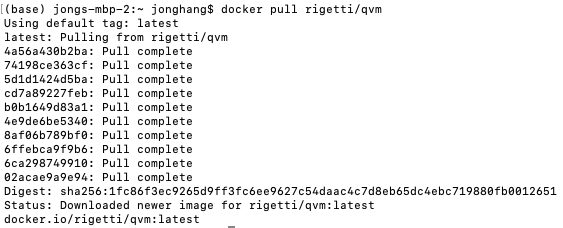 (base) jongs-mbp-2:~ jonghang$ docker pull rigetti/qvm
Using default tag: latest
latest: Pulling from rigetti/qvm
4a56a430b2ba: Pull complete
74198ce363cf: Pull complete
5d1d1424d5ba: Pull complete
cd7a89227feb: Pull complete
b0b1649d83a1: Pull complete
4e9de6be5340: Pull complete
8af06b789bf0: Pull complete
6ffebca9f9b6: Pull complete
6ca298749910: Pull complete
02acae9a9e94: Pull complete
Digest: sha256:1fc86f3ec9265d9ff3fc6ee9627c54daac4c7d8eb65dc4ebc719880fb0012651
Status: Downloaded newer image for rigetti/qvm:latest
docker.io/rigetti/qvm:latest